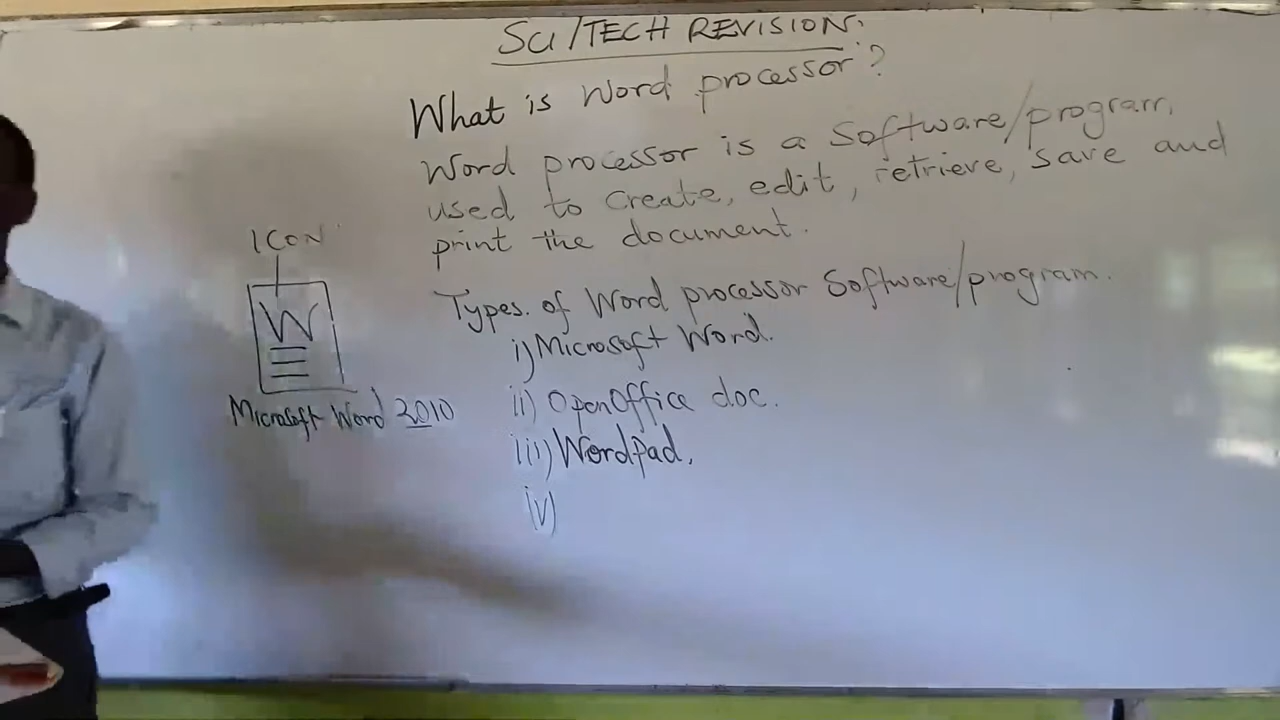 SCI/TECH REVISION.
What is Word processor?
Word processor is a Software/program,
used to create, edit, retrieve, save and
print the document.
Types. of Word processor Software/program.
i) Microsoft Word.
ii) OpenOffice doc.
iii) WordPad,
iv)
ICON
W
Microsoft Word 2010